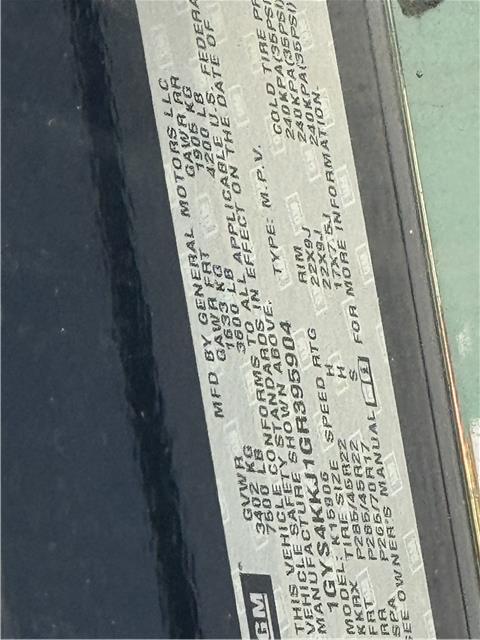 MFD BY GENERAL MOTORS LLC
GVWR GAWR FRT GAWR RR
3402 KG 1633 KG 1905 KG
7500 LB 3600 LB 4200 LB
THIS VEHICLE CONFORMS TO ALL APPLICABLE U.S. FEDERA
VEHICLE SAFETY STANDARDS IN EFFECT ON THE DATE OF
MANUFACTURE SHOWN ABOVE.
1GYS4KKJ1GR395904 TYPE: M.P.V.
MODEL: K15906
KKRX TIRE SIZE SPEED RTG RIM COLD TIRE PR
FRT P285/45R22 H 22X9J 240KPA(35PSI)
RR P285/45R22 H 22X9J 240KPA(35PSI)
SPA P265/70R17 S 17X7.5J 240KPA(35PSI)
SEE OWNER'S MANUAL FOR MORE INFORMATION.
GM